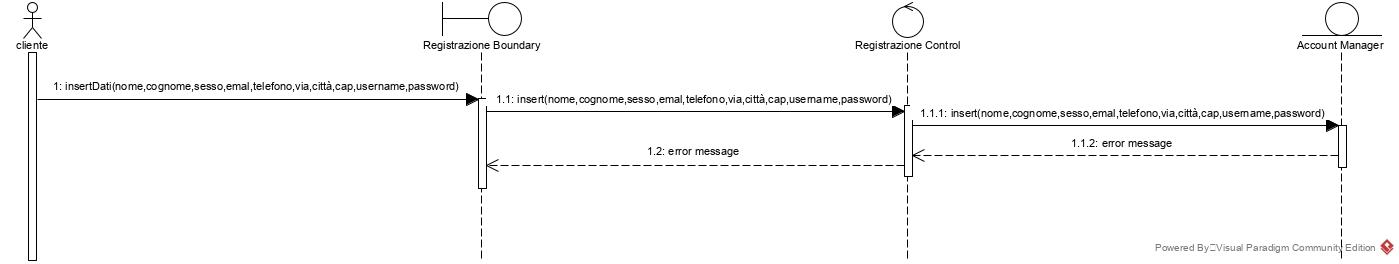 cliente
Registrazione Boundary
Registrazione Control
Account Manager
1: insertDati(nome,cognome,sesso,emal,telefono,via,città,cap,username,password)
1.1: insert(nome,cognome,sesso,emal,telefono,via,città,cap,username,password)
1.1.1: insert(nome,cognome,sesso,emal,telefono,via,città,cap,username,password)
1.2: error message
1.1.2: error message
Powered By Visual Paradigm Community Edition